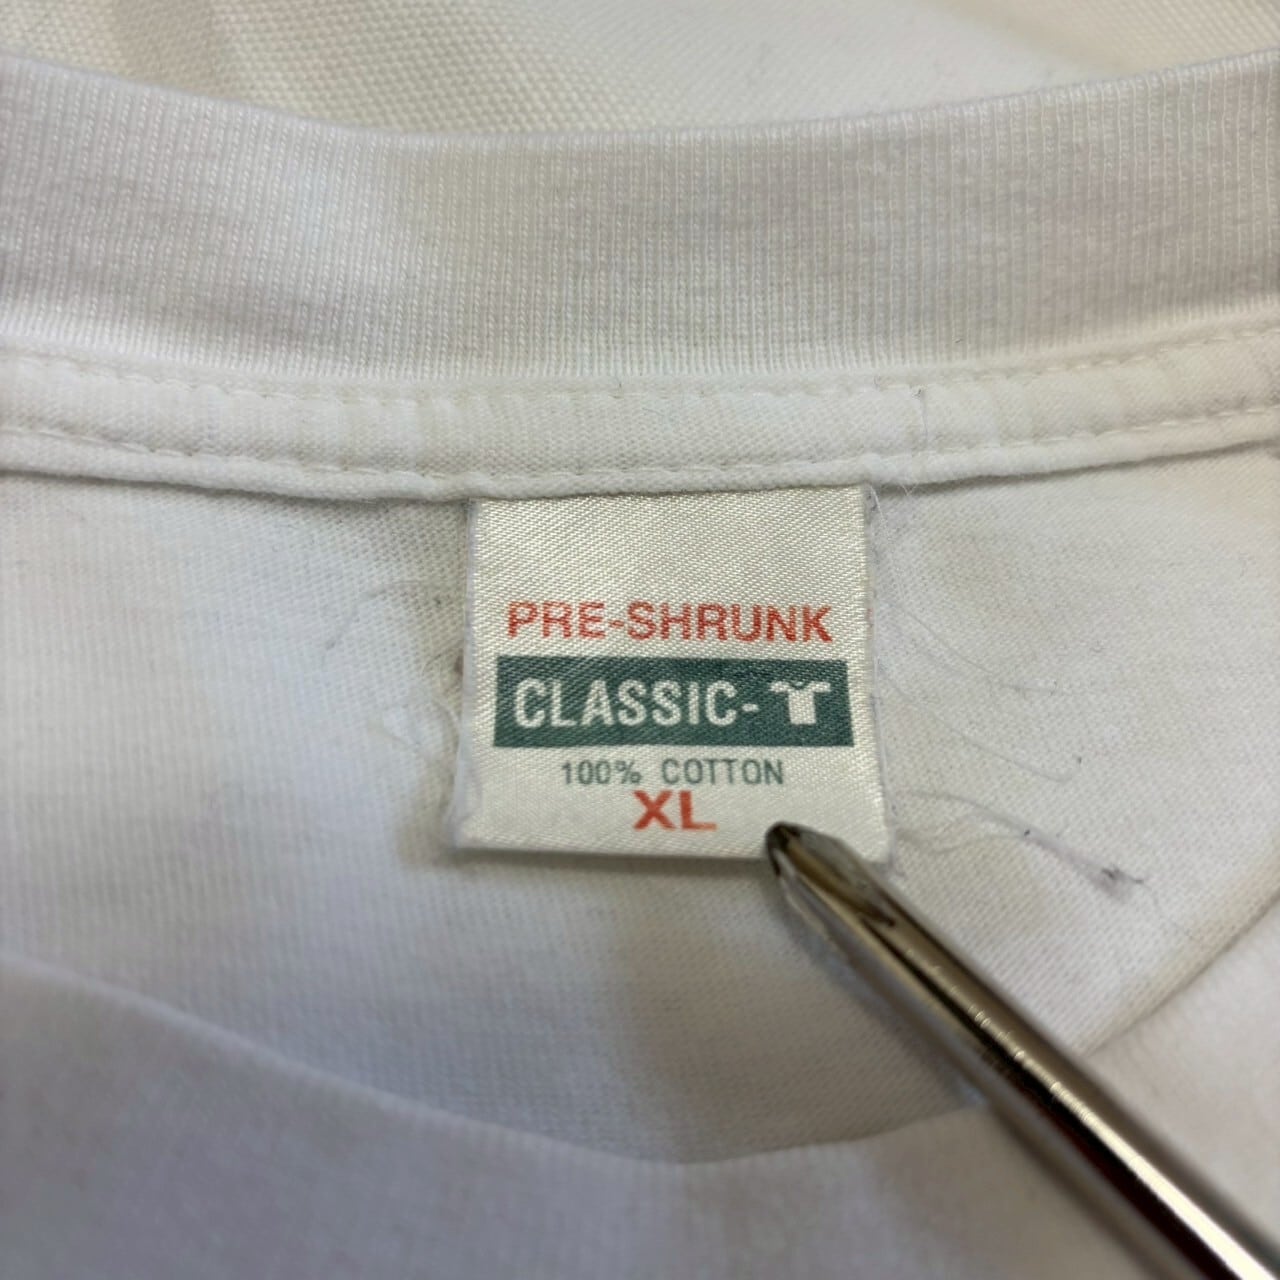 PRE-SHRUNK
CLASSIC-T
100% COTTON
XL